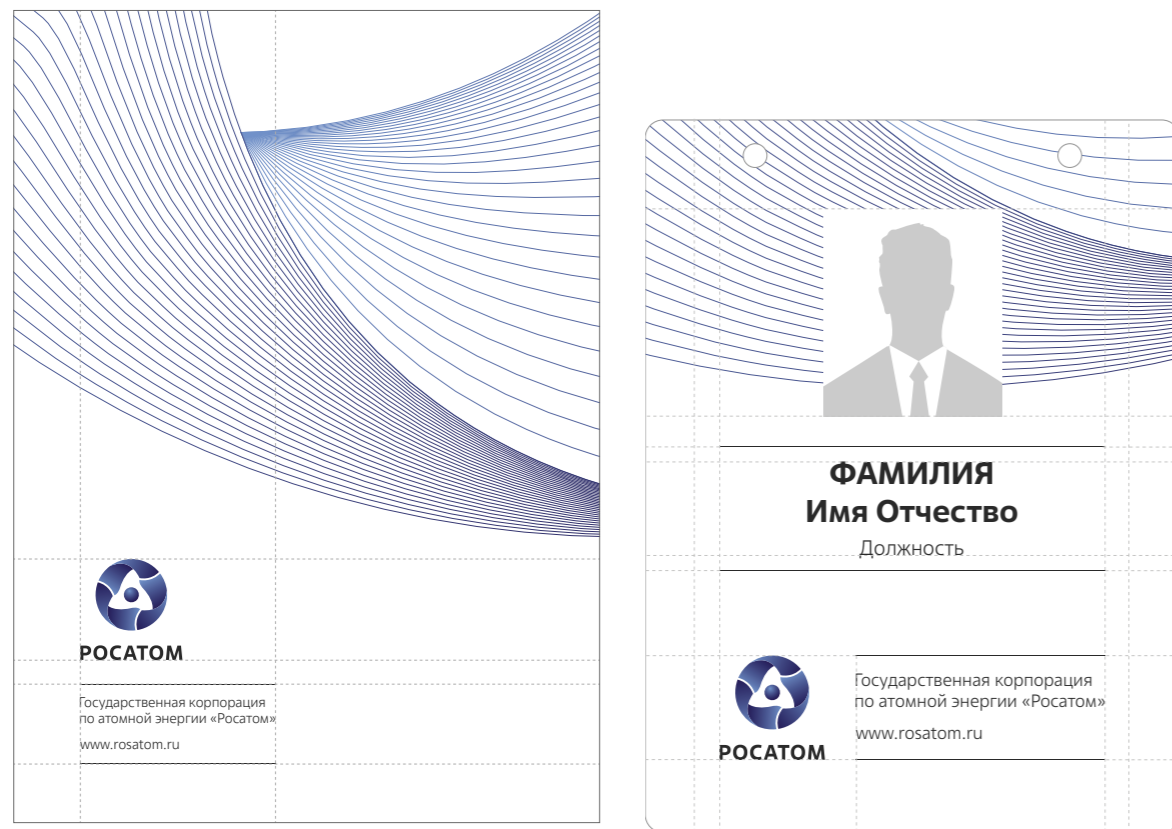 РОСАТОМ
Государственная корпорация
по атомной энергии «Росатом»
www.rosatom.ru
ФАМИЛИЯ
Имя Отчество
Должность
РОСАТОМ
Государственная корпорация
по атомной энергии «Росатом»
www.rosatom.ru